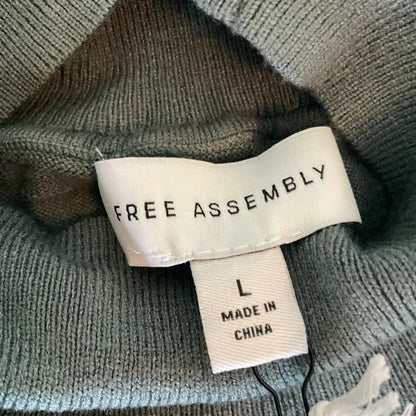 FREE ASSEMBLY
L
MADE IN
CHINA